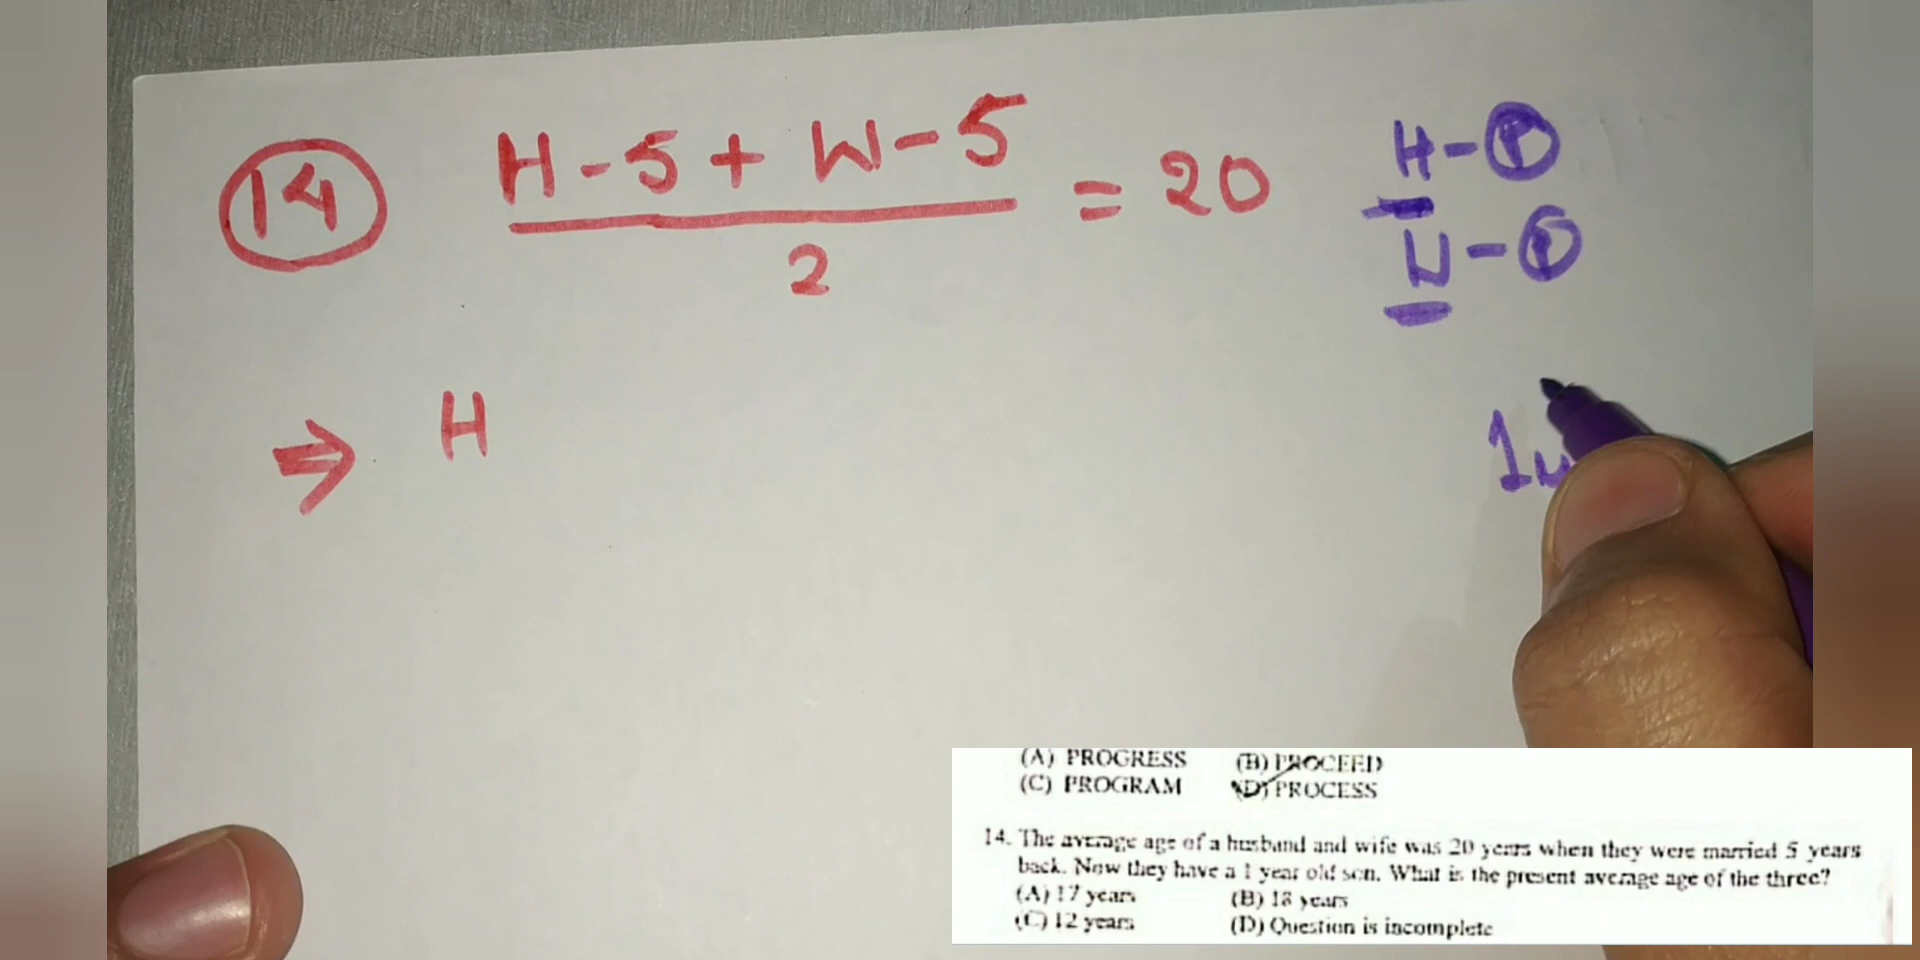 14
H-5+W-5
2
= 20
H-P
W-P
⇒ H
1
(A) PROGRESS (B) PROCEED
(C) PROGRAM (D) PROCESS
14. The average age of a husband and wife was 20 years when they were married 5 years
back. Now they have a 1 year old son. What is the present average age of the three?
(A) 17 years (B) 18 years
(C) 12 years (D) Question is incomplete